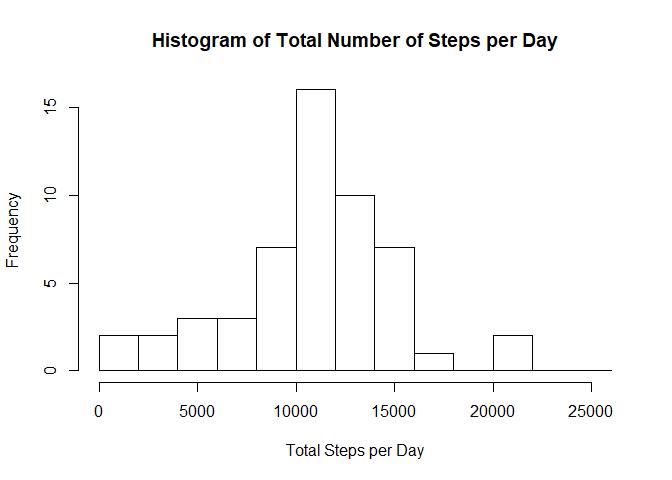 Histogram of Total Number of Steps per Day
Frequency
15
10
5
0
0 5000 10000 15000 20000 25000
Total Steps per Day